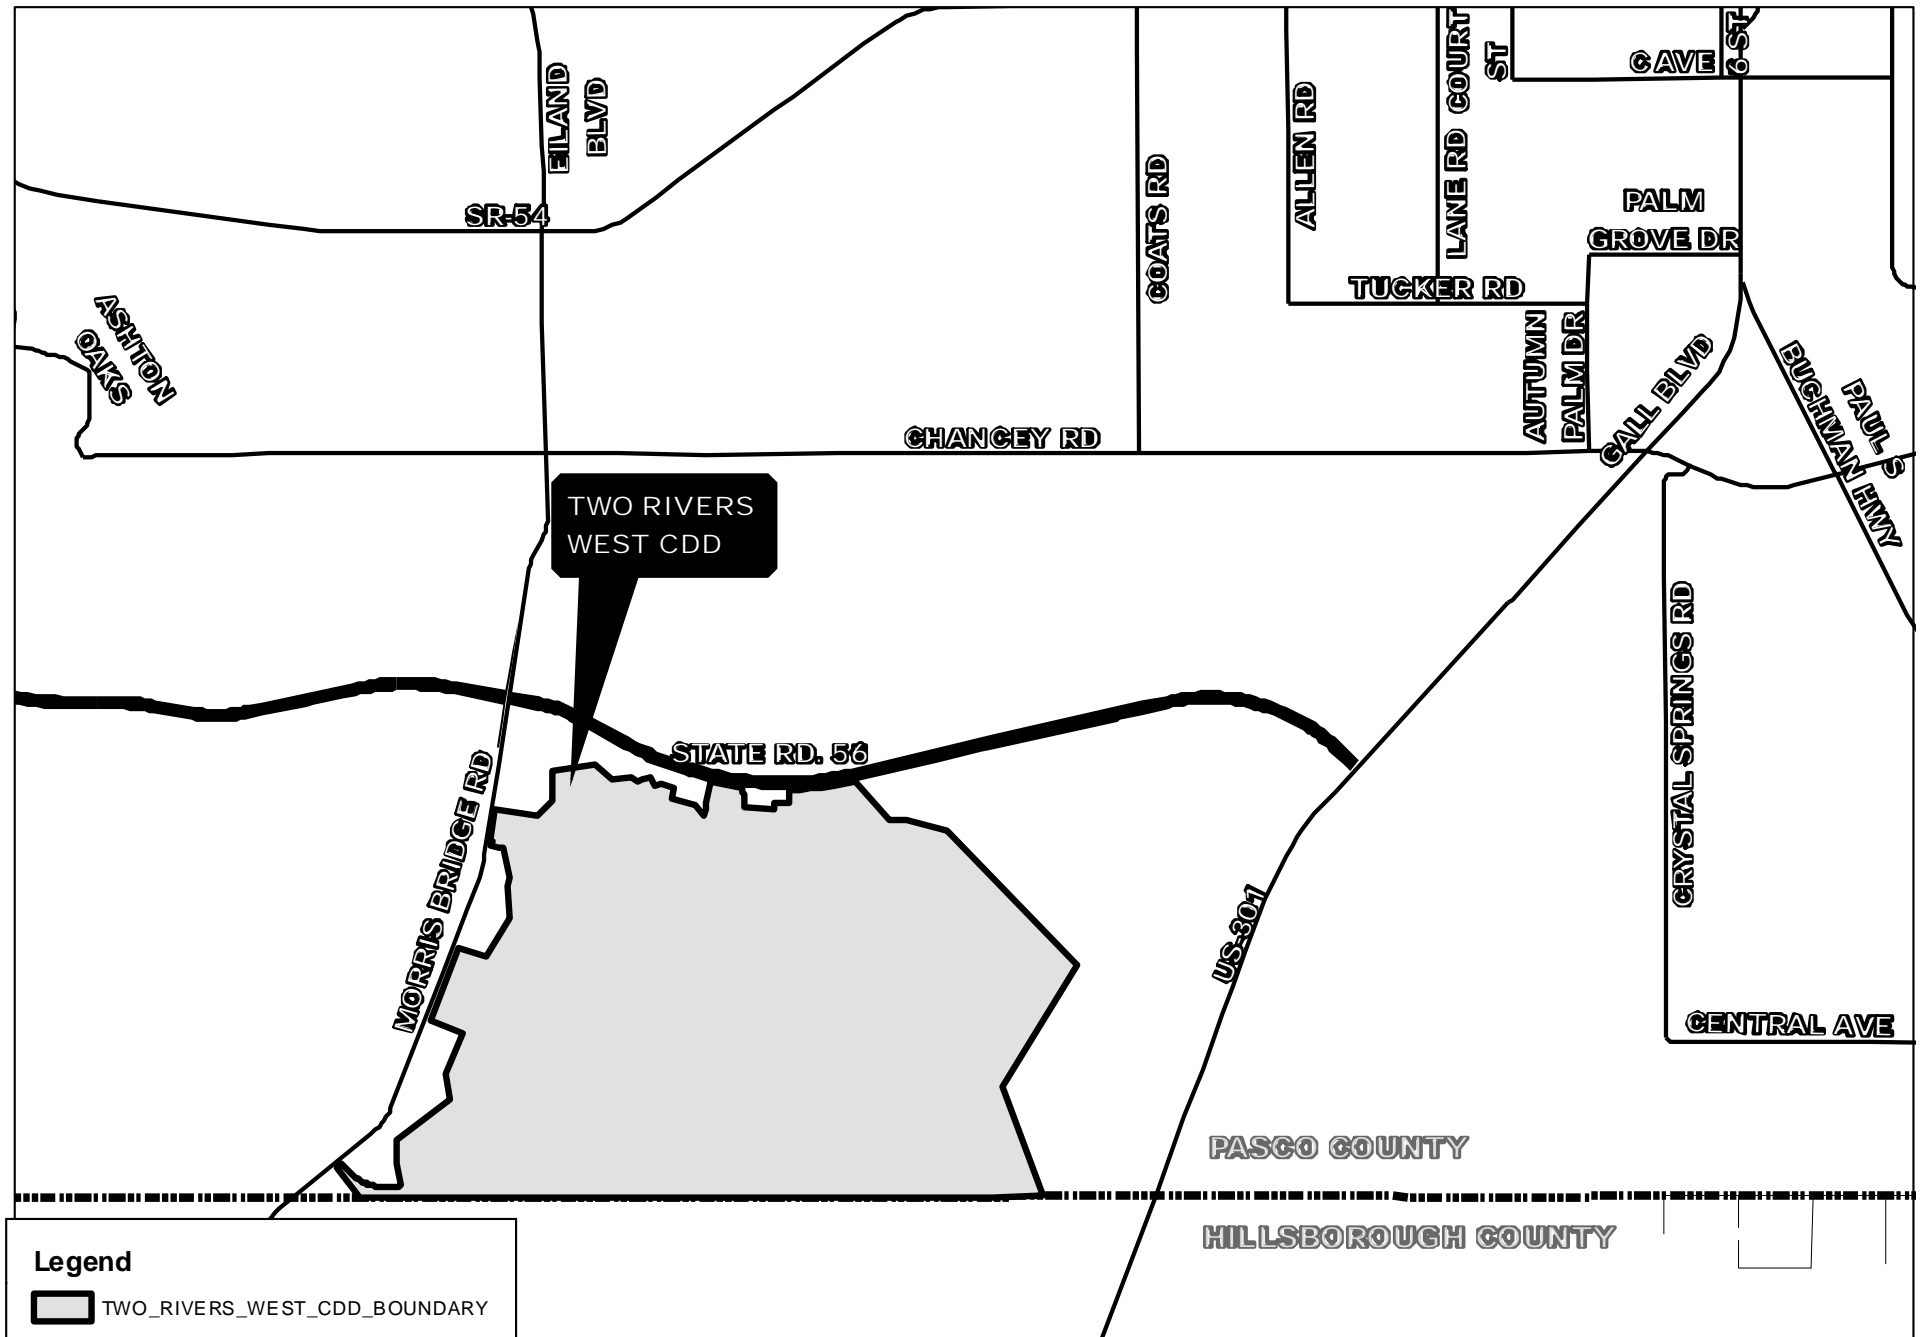 EILAND
BLVD
SR-54
ASHTON
OAKS
COATS RD
ALLEN RD
LANE RD
COURT
ST
CAVE
6 ST
PALM
GROVE DR
TUCKER RD
AUTUMN
PALM DR
GALL BLVD
PAUL S
BUCHMAN HWY
CHANCEY RD
TWO RIVERS
WEST CDD
STATE RD. 56
MORRIS BRIDGE RD
US-301
CRYSTAL SPRINGS RD
CENTRAL AVE
PASCO COUNTY
HILLSBOROUGH COUNTY
Legend
TWO_RIVERS_WEST_CDD_BOUNDARY